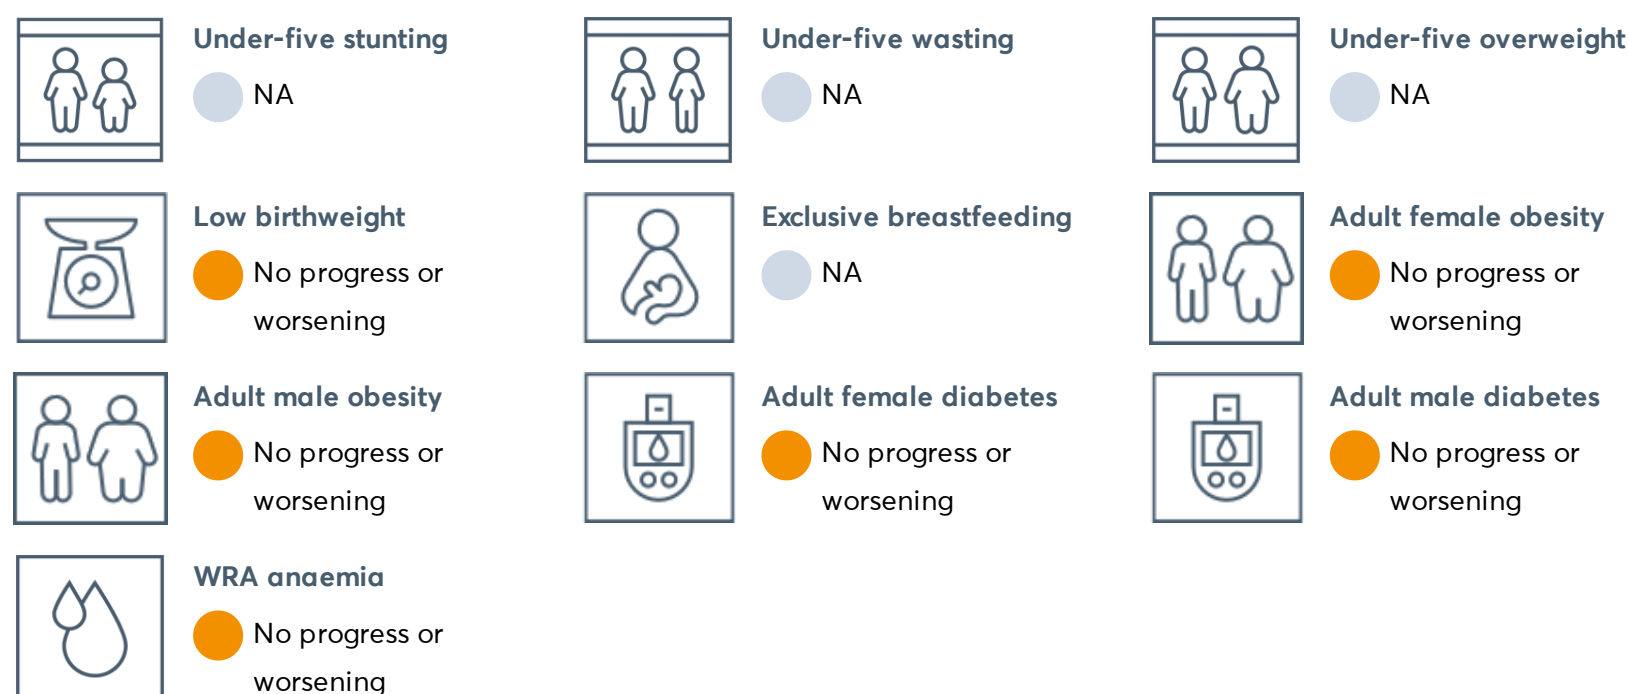 Under-five stunting
NA
Under-five wasting
NA
Under-five overweight
NA
Low birthweight
No progress or
worsening
Exclusive breastfeeding
NA
Adult female obesity
No progress or
worsening
Adult male obesity
No progress or
worsening
Adult female diabetes
No progress or
worsening
Adult male diabetes
No progress or
worsening
WRA anaemia
No progress or
worsening